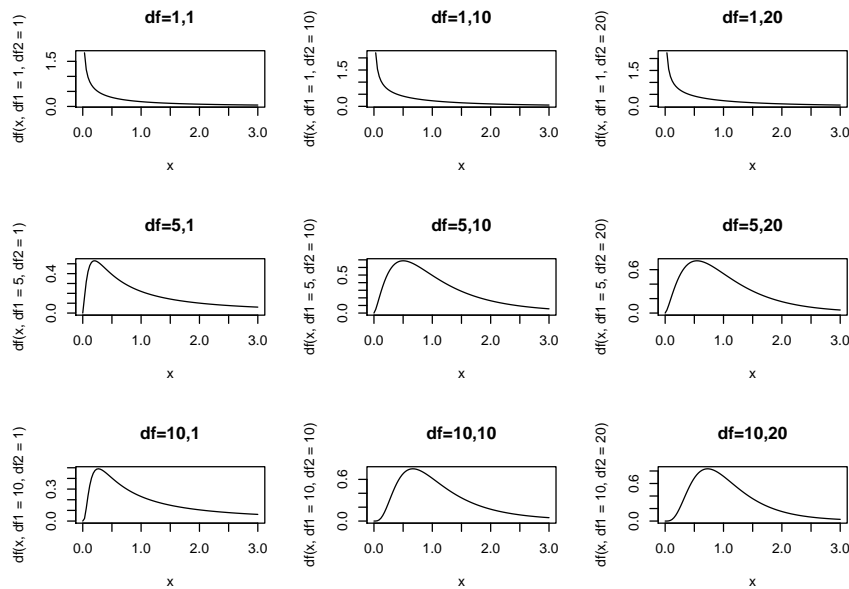 df=1,1
df(x, df1 = 1, df2 = 1)
1.5
0.0
0.0 1.0 2.0 3.0
x
df=1,10
df(x, df1 = 1, df2 = 10)
1.5
0.0
0.0 1.0 2.0 3.0
x
df=1,20
df(x, df1 = 1, df2 = 20)
1.5
0.0
0.0 1.0 2.0 3.0
x
df=5,1
df(x, df1 = 5, df2 = 1)
0.4
0.0
0.0 1.0 2.0 3.0
x
df=5,10
df(x, df1 = 5, df2 = 10)
0.5
0.0
0.0 1.0 2.0 3.0
x
df=5,20
df(x, df1 = 5, df2 = 20)
0.6
0.0
0.0 1.0 2.0 3.0
x
df=10,1
df(x, df1 = 10, df2 = 1)
0.3
0.0
0.0 1.0 2.0 3.0
x
df=10,10
df(x, df1 = 10, df2 = 10)
0.6
0.0
0.0 1.0 2.0 3.0
x
df=10,20
df(x, df1 = 10, df2 = 20)
0.6
0.0
0.0 1.0 2.0 3.0
x